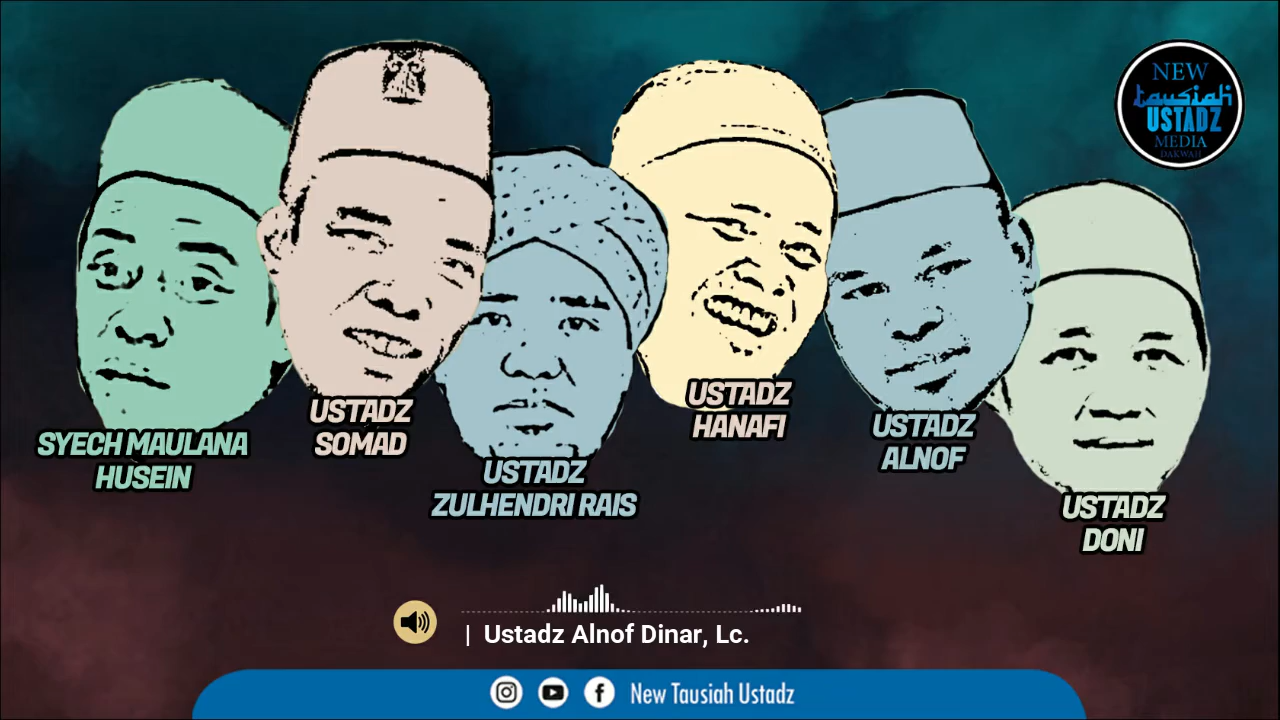 NEW
tausiah
USTADZ
MEDIA
DAKWAH
SYECH MAULANA
HUSEIN
USTADZ
SOMAD
USTADZ
ZULHENDRI RAIS
USTADZ
HANAFI
USTADZ
ALNOF
USTADZ
DONI
| Ustadz Alnof Dinar, Lc.
New Tausiah Ustadz